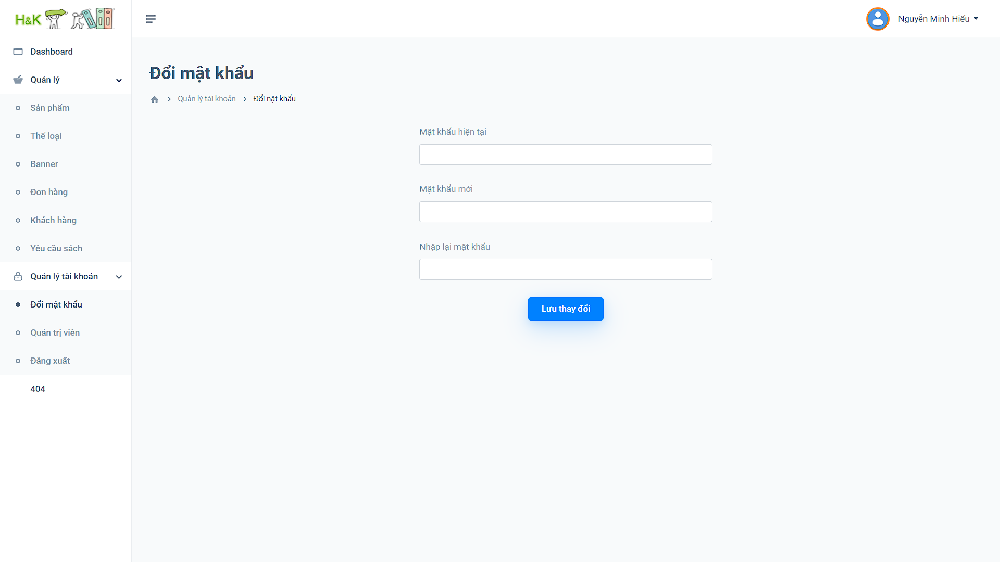 H&K
Nguyễn Minh Hiếu
Dashboard
Quản lý
Sản phẩm
Thể loại
Banner
Đơn hàng
Khách hàng
Yêu cầu sách
Quản lý tài khoản
Đổi mật khẩu
Quản trị viên
Đăng xuất
404
Đổi mật khẩu
Quản lý tài khoản
Đổi nật khẩu
Mật khẩu hiện tại
Mật khẩu mới
Nhập lại mật khẩu
Lưu thay đổi